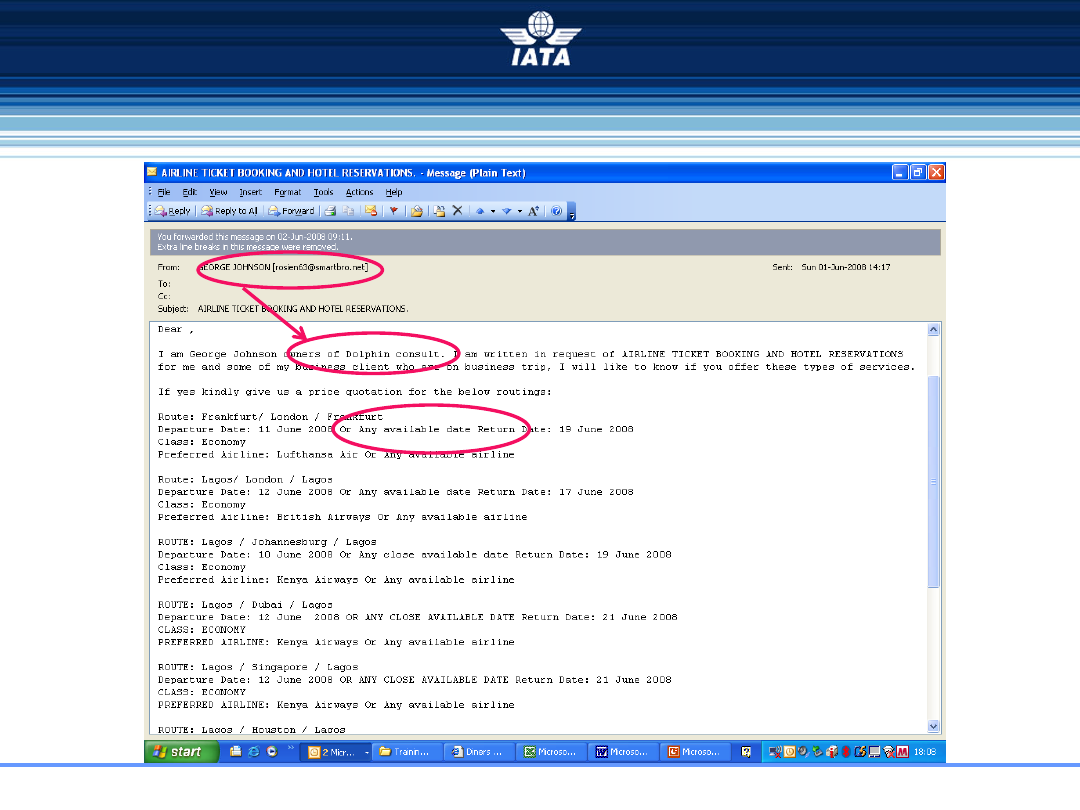 IATA
AIRLINE TICKET BOOKING AND HOTEL RESERVATIONS. - Message (Plain Text)
File Edit View Insert Format Tools Actions Help
Reply Reply to All Forward
You forwarded this message on 02-Jun-2008 09:11.
Extra line breaks in this message were removed.
From: GEORGE JOHNSON [rosien63@smartbro.net] Sent: Sun 01-Jun-2008 14:17
To:
Cc:
Subject: AIRLINE TICKET BOOKING AND HOTEL RESERVATIONS.
Dear ,
I am George Johnson owners of Dolphin consult. I am written in request of AIRLINE TICKET BOOKING AND HOTEL RESERVATIONS
for me and some of my business client who are on business trip, I will like to know if you offer these types of services.
If yes kindly give us a price quotation for the below routings:
Route: Frankfurt/ London / Frankfurt
Departure Date: 11 June 2008 Or Any available date Return Date: 19 June 2008
Class: Economy
Preferred Airline: Lufthansa Air Or Any available airline
Route: Lagos/ London / Lagos
Departure Date: 12 June 2008 Or Any available date Return Date: 17 June 2008
Class: Economy
Preferred Airline: British Airways Or Any available airline
ROUTE: Lagos / Johannesburg / Lagos
Departure Date: 10 June 2008 Or Any close available date Return Date: 19 June 2008
Class: Economy
Preferred Airline: Kenya Airways Or Any available airline
ROUTE: Lagos / Dubai / Lagos
Departure Date: 12 June 2008 OR ANY CLOSE AVAILABLE DATE Return Date: 21 June 2008
CLASS: ECONOMY
PREFERRED AIRLINE: Kenya Airways Or Any available airline
ROUTE: Lagos / Singapore / Lagos
Departure Date: 12 June 2008 OR ANY CLOSE AVAILABLE DATE Return Date: 21 June 2008
CLASS: ECONOMY
PREFERRED AIRLINE: Kenya Airways Or Any available airline
ROUTE: Lagos / Houston / Lagos
start 2 Micr... Trainin... Diners ... Microso... Microso... Microso... 18:08